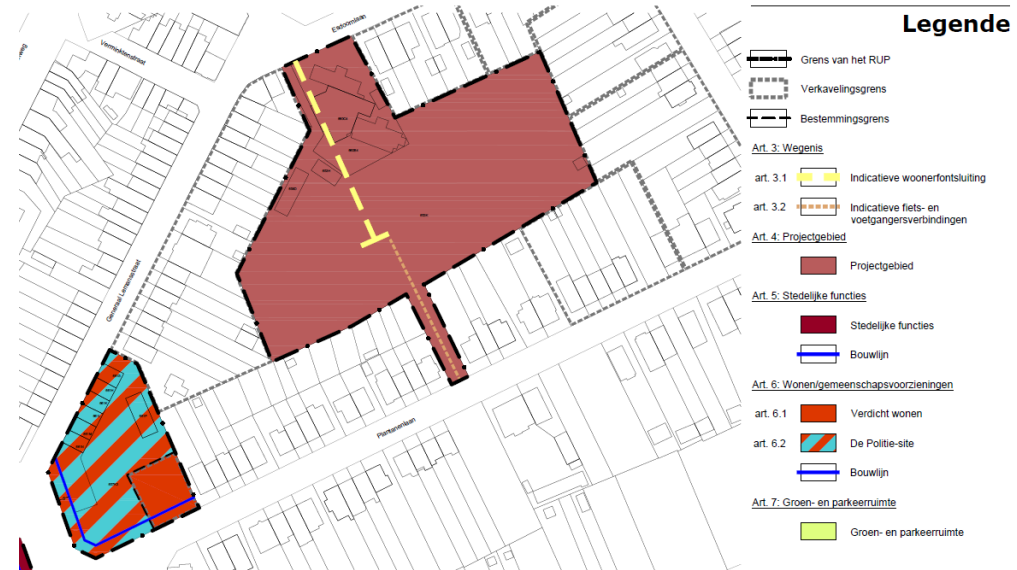 Esdoornlaan
Vermiktenstraat
Generaal Lemanstraat
Plantanenlaan
Legende
Grens van het RUP
Verkavelingsgrens
Bestemmingsgrens
Art. 3: Wegenis
art. 3.1 Indicatieve woonerfontsluiting
art. 3.2 Indicatieve fiets- en
voetgangersverbindingen
Art. 4: Projectgebied
Projectgebied
Art. 5: Stedelijke functies
Stedelijke functies
Bouwlijn
Art. 6: Wonen/gemeenschapsvoorzieningen
art. 6.1 Verdicht wonen
art. 6.2 De Politie-site
Bouwlijn
Art. 7: Groen- en parkeerruimte
Groen- en parkeerruimte